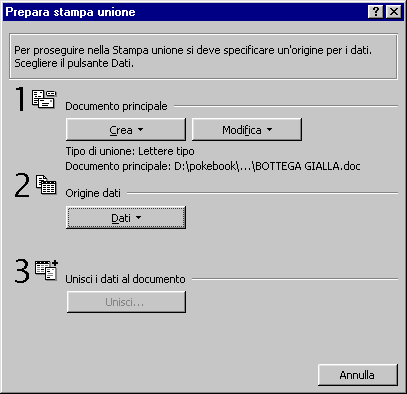 Prepara stampa unione
Per proseguire nella Stampa unione si deve specificare un'origine per i dati.
Scegliere il pulsante Dati.
1
Documento principale
Crea
Modifica
Tipo di unione: Lettere tipo
Documento principale: D:\pokebook\...\BOTTEGA GIALLA.doc
2
Origine dati
Dati
3
Unisci i dati al documento
Unisci...
Annulla